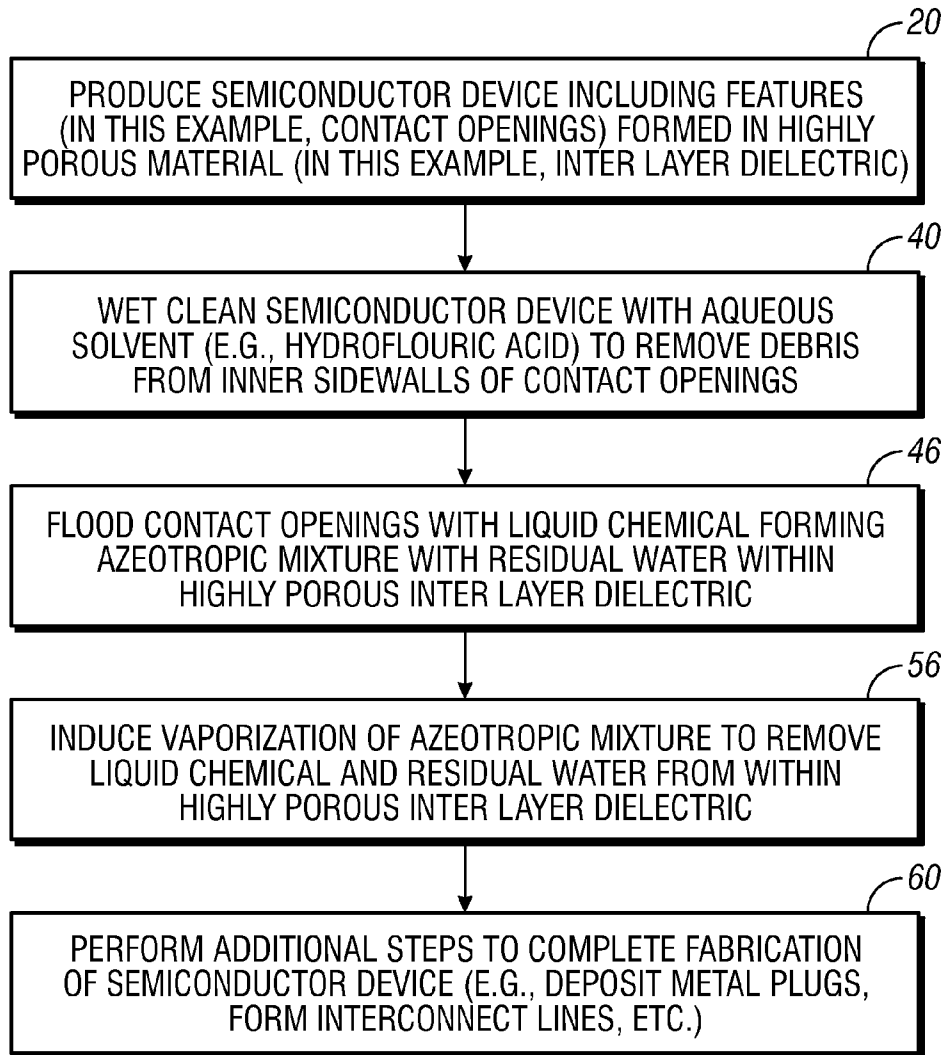 20
PRODUCE SEMICONDUCTOR DEVICE INCLUDING FEATURES
(IN THIS EXAMPLE, CONTACT OPENINGS) FORMED IN HIGHLY
POROUS MATERIAL (IN THIS EXAMPLE, INTER LAYER DIELECTRIC)
40
WET CLEAN SEMICONDUCTOR DEVICE WITH AQUEOUS
SOLVENT (E.G., HYDROFLOURIC ACID) TO REMOVE DEBRIS
FROM INNER SIDEWALLS OF CONTACT OPENINGS
46
FLOOD CONTACT OPENINGS WITH LIQUID CHEMICAL FORMING
AZEOTROPIC MIXTURE WITH RESIDUAL WATER WITHIN
HIGHLY POROUS INTER LAYER DIELECTRIC
56
INDUCE VAPORIZATION OF AZEOTROPIC MIXTURE TO REMOVE
LIQUID CHEMICAL AND RESIDUAL WATER FROM WITHIN
HIGHLY POROUS INTER LAYER DIELECTRIC
60
PERFORM ADDITIONAL STEPS TO COMPLETE FABRICATION
OF SEMICONDUCTOR DEVICE (E.G., DEPOSIT METAL PLUGS,
FORM INTERCONNECT LINES, ETC.)